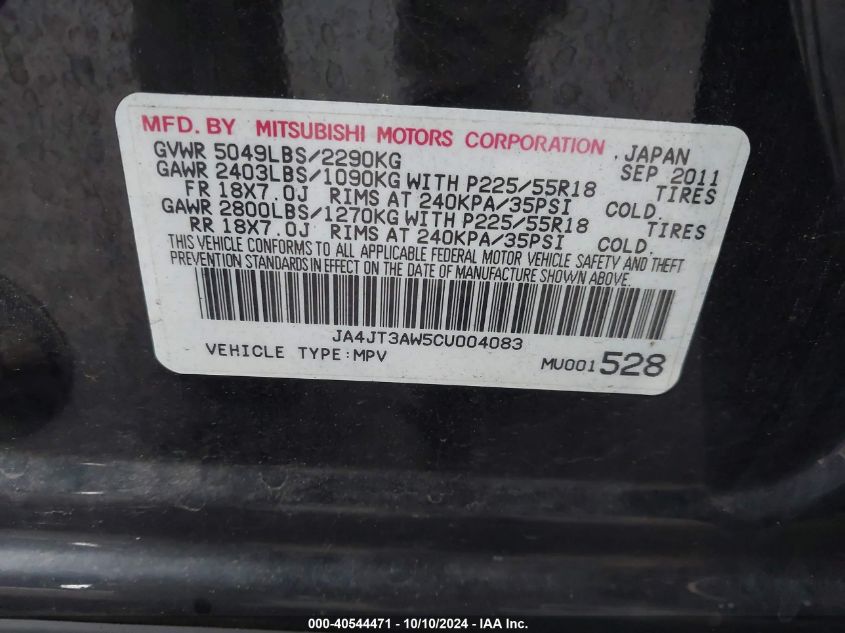 MFD. BY MITSUBISHI MOTORS CORPORATION JAPAN
GVWR 5049LBS/2290KG SEP 2011
GAWR 2403LBS/1090KG WITH P225/55R18 TIRES
FR 18X7.0J RIMS AT 240KPA/35PSI COLD.
GAWR 2800LBS/1270KG WITH P225/55R18 TIRES
RR 18X7.0J RIMS AT 240KPA/35PSI COLD.
THIS VEHICLE CONFORMS TO ALL APPLICABLE FEDERAL MOTOR VEHICLE SAFETY AND THEFT
PREVENTION STANDARDS IN EFFECT ON THE DATE OF MANUFACTURE SHOWN ABOVE.
JA4JT3AW5CU004083
VEHICLE TYPE:MPV MU001528
000-40544471 - 10/10/2024 - IAA Inc.